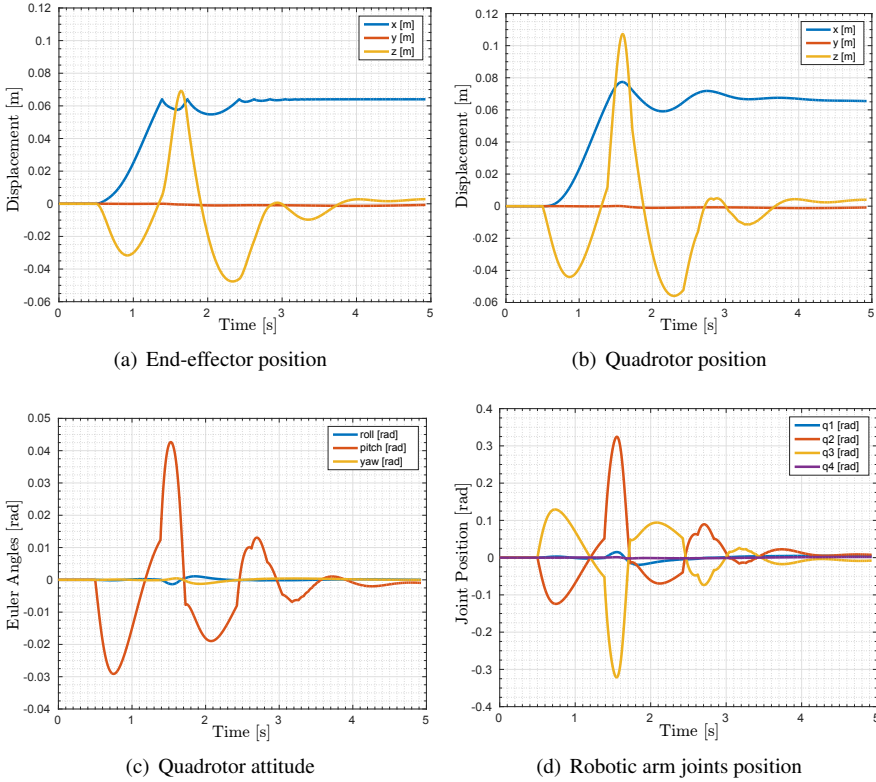 0.12
0.1
0.08
0.06
0.04
0.02
0
-0.02
-0.04
-0.06
0 1 2 3 4 5
Displacement [m]
Time [s]
x [m]
y [m]
z [m]
(a) End-effector position
0.12
0.1
0.08
0.06
0.04
0.02
0
-0.02
-0.04
-0.06
0 1 2 3 4 5
Displacement [m]
Time [s]
x [m]
y [m]
z [m]
(b) Quadrotor position
0.05
0.04
0.03
0.02
0.01
0
-0.01
-0.02
-0.03
-0.04
0 1 2 3 4 5
Euler Angles [rad]
Time [s]
roll [rad]
pitch [rad]
yaw [rad]
(c) Quadrotor attitude
0.4
0.3
0.2
0.1
0
-0.1
-0.2
-0.3
-0.4
0 1 2 3 4 5
Joint Position [rad]
Time [s]
q1 [rad]
q2 [rad]
q3 [rad]
q4 [rad]
(d) Robotic arm joints position